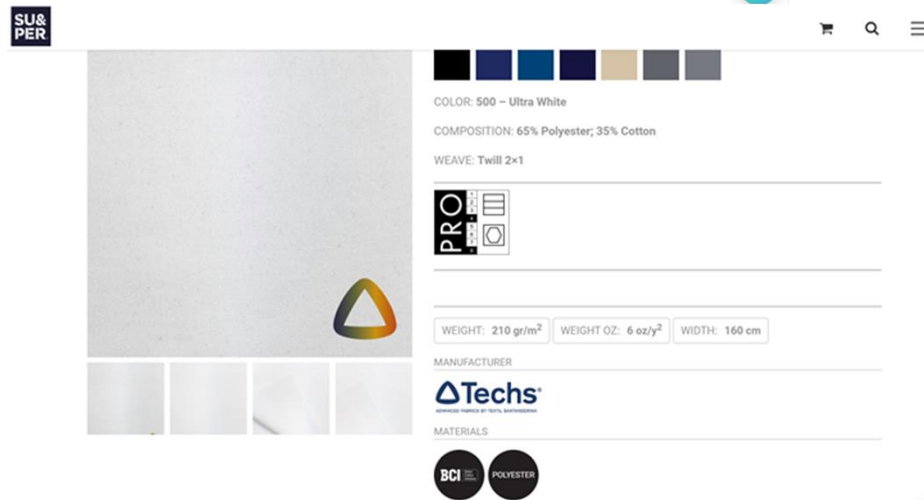 SU&
PER
COLOR: 500 – Ultra White
COMPOSITION: 65% Polyester; 35% Cotton
WEAVE: Twill 2×1
PRO
WEIGHT: 210 gr/m²
WEIGHT OZ: 6 oz/y²
WIDTH: 160 cm
MANUFACTURER
Techs
ADVANCED FABRICS BY TEXTIL SANTANDERINA
MATERIALS
BCI
POLYESTER